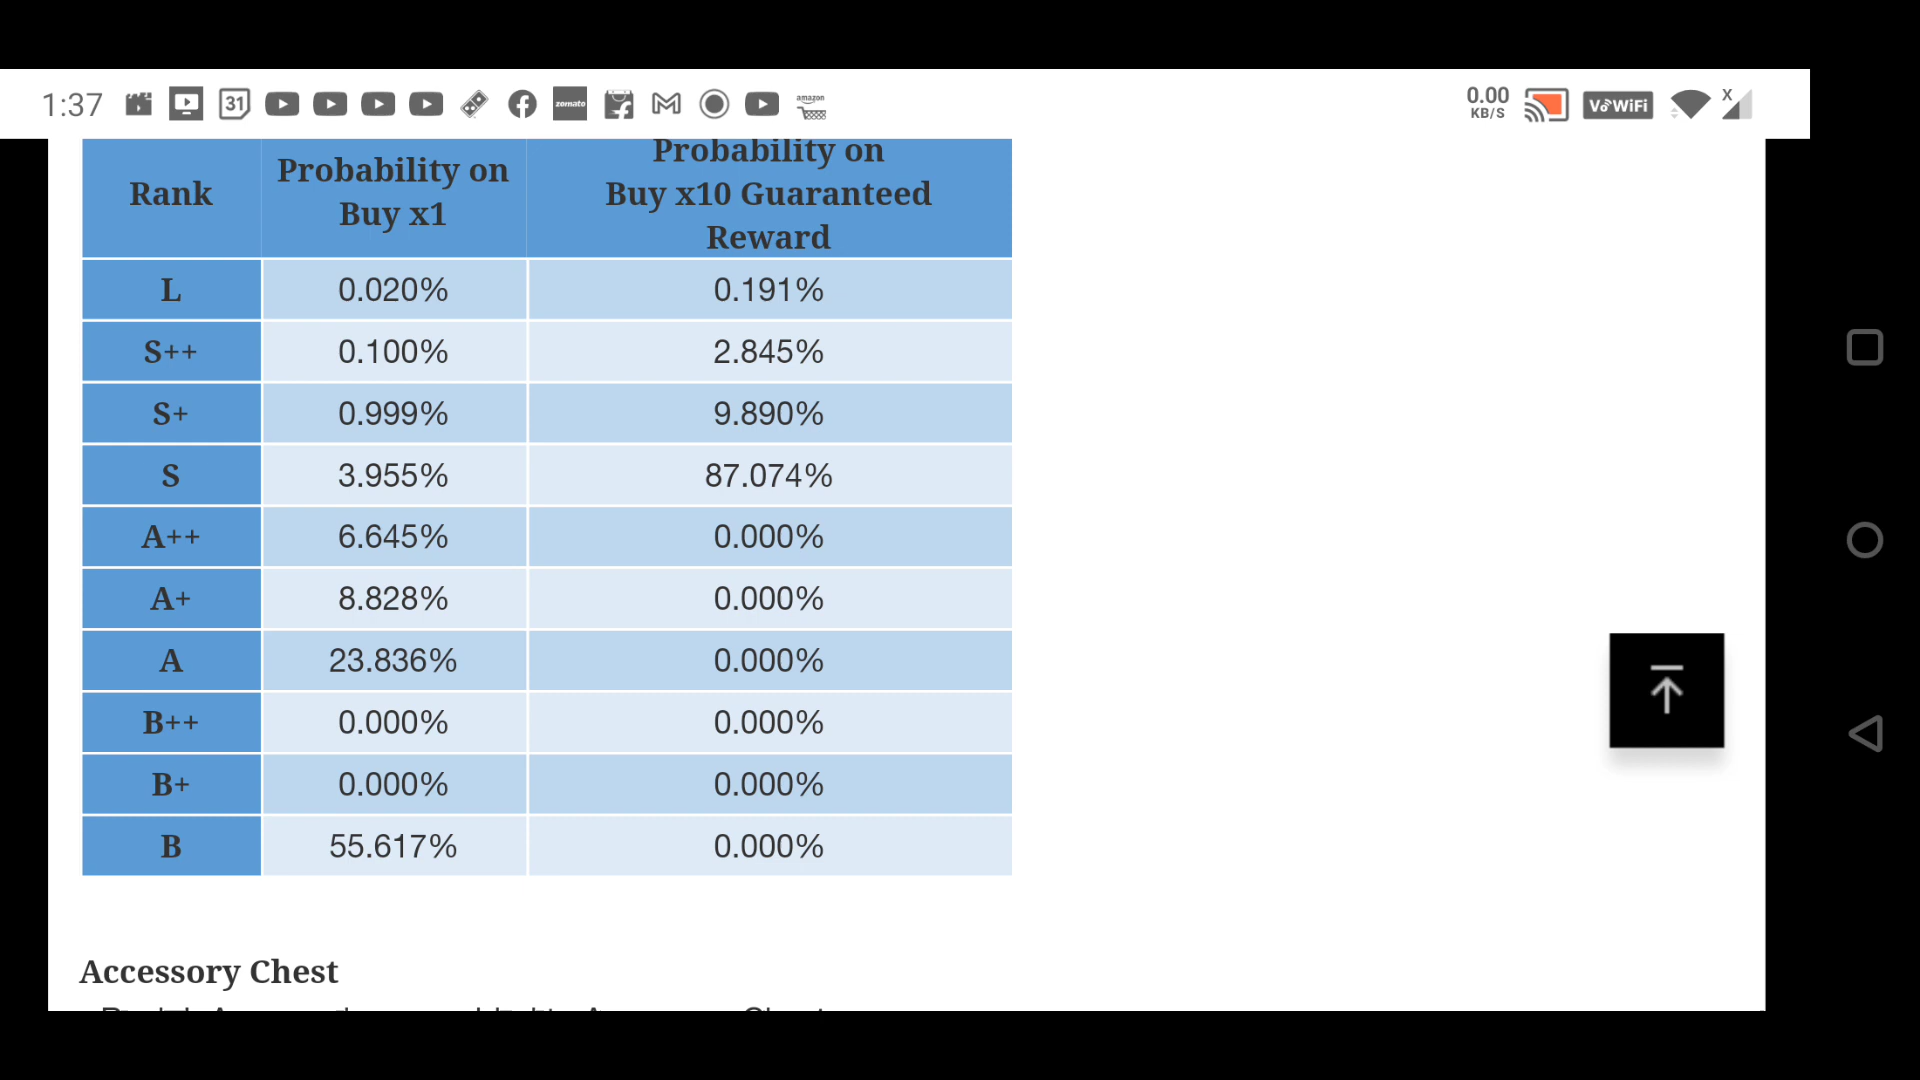 1:37 31 zomato amazon 0.00 KB/S VoWiFi X
Rank Probability on Buy x1 Probability on Buy x10 Guaranteed Reward
L 0.020% 0.191%
S++ 0.100% 2.845%
S+ 0.999% 9.890%
S 3.955% 87.074%
A++ 6.645% 0.000%
A+ 8.828% 0.000%
A 23.836% 0.000%
B++ 0.000% 0.000%
B+ 0.000% 0.000%
B 55.617% 0.000%
Accessory Chest